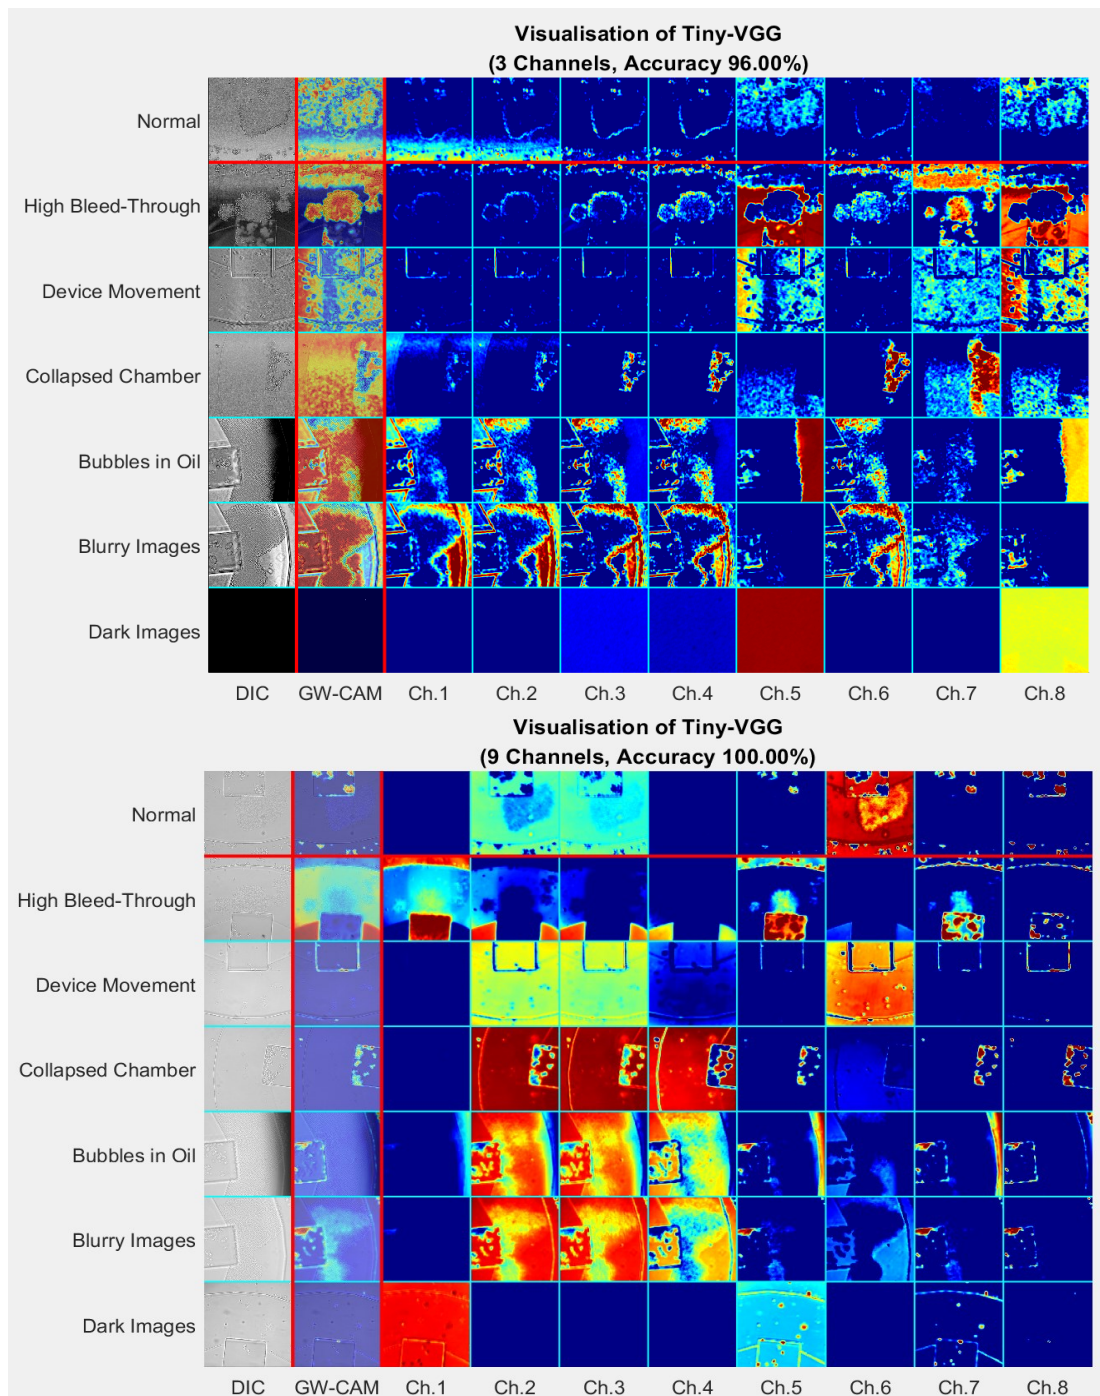 Visualisation of Tiny-VGG
(3 Channels, Accuracy 96.00%)
Normal
High Bleed-Through
Device Movement
Collapsed Chamber
Bubbles in Oil
Blurry Images
Dark Images
DIC GW-CAM Ch.1 Ch.2 Ch.3 Ch.4 Ch.5 Ch.6 Ch.7 Ch.8
Visualisation of Tiny-VGG
(9 Channels, Accuracy 100.00%)
Normal
High Bleed-Through
Device Movement
Collapsed Chamber
Bubbles in Oil
Blurry Images
Dark Images
DIC GW-CAM Ch.1 Ch.2 Ch.3 Ch.4 Ch.5 Ch.6 Ch.7 Ch.8